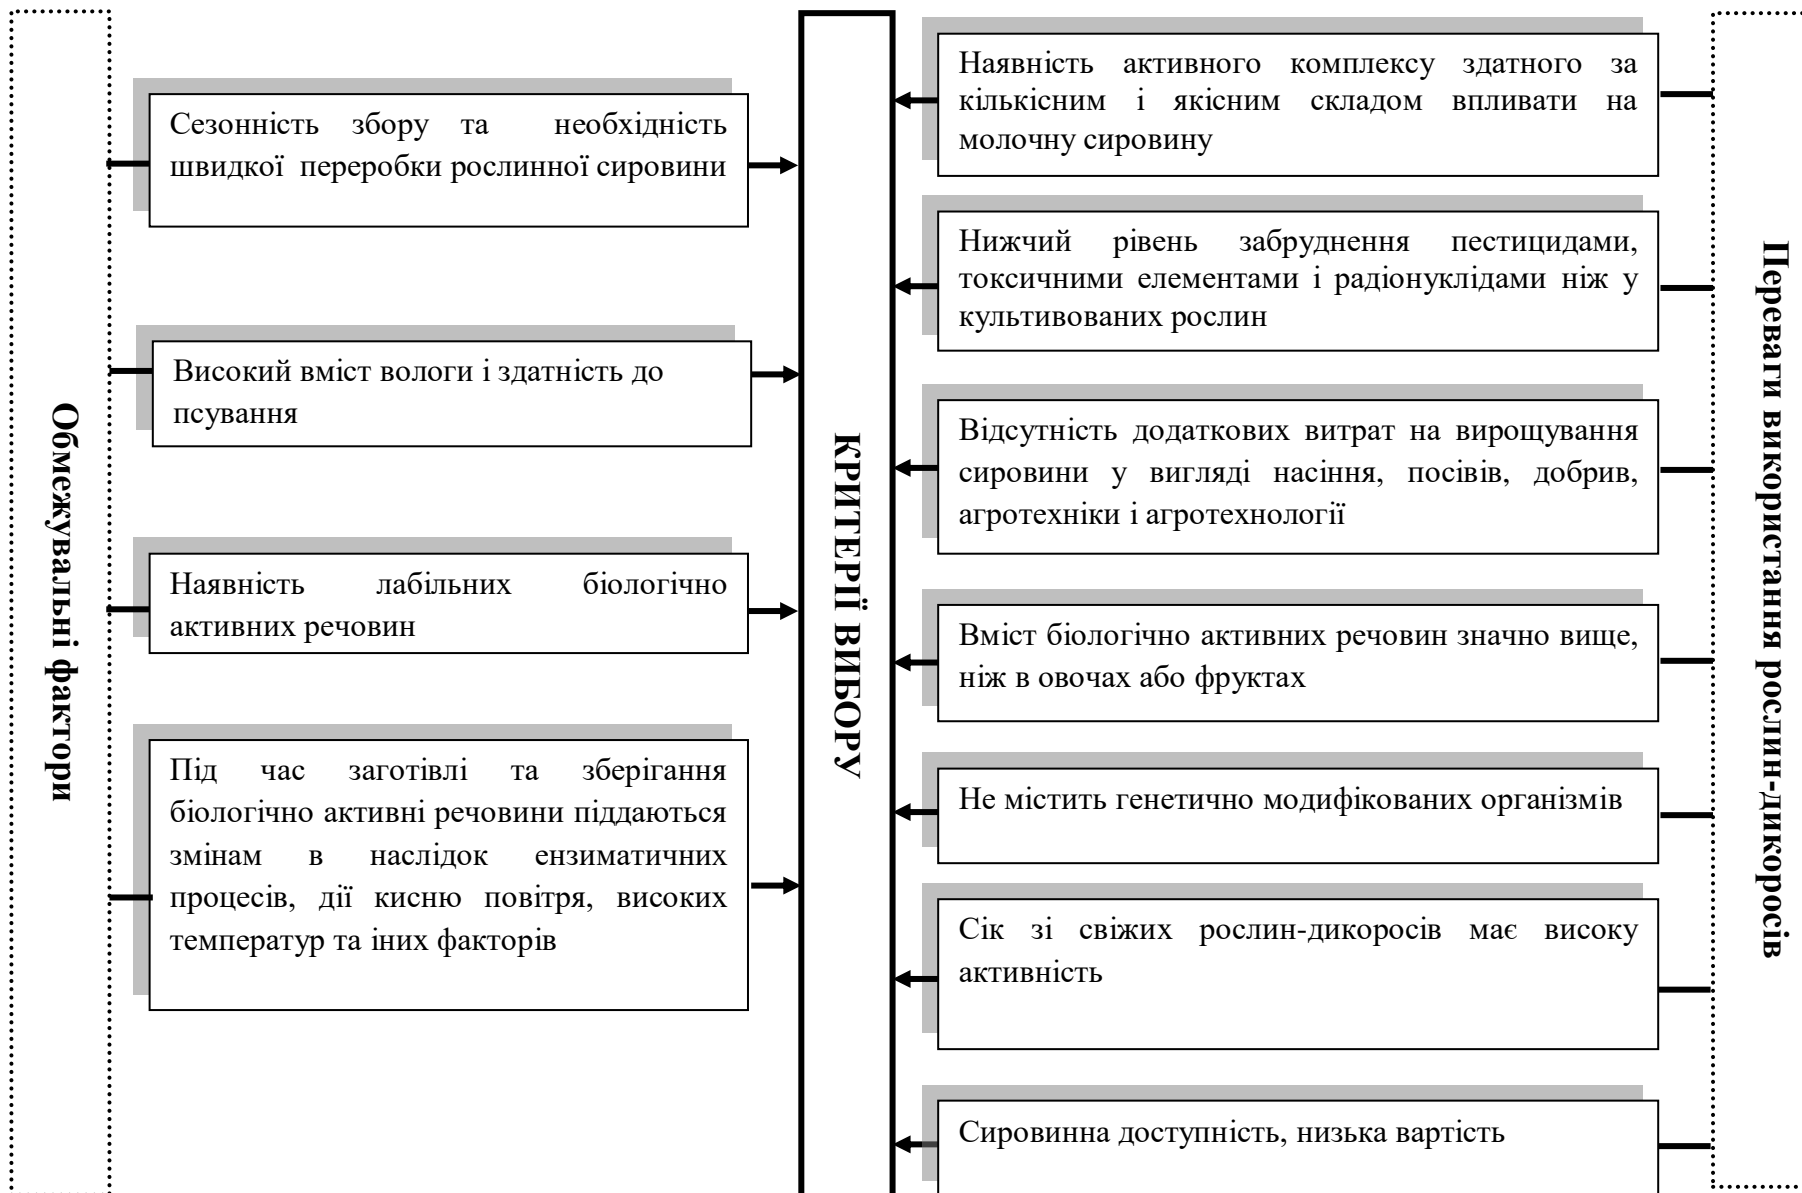 Обмежувальні фактори
Сезонність збору та необхідність
швидкої переробки рослинної сировини
Високий вміст вологи і здатність до
псування
Наявність лабільних біологічно
активних речовин
Під час заготівлі та зберігання
біологічно активні речовини піддаються
змінам в наслідок ензиматичних
процесів, дії кисню повітря, високих
температур та іних факторів
КРИТЕРІЇ ВИБОРУ
Наявність активного комплексу здатного за
кількісним і якісним складом впливати на
молочну сировину
Нижчий рівень забруднення пестицидами,
токсичними елементами і радіонуклідами ніж у
культивованих рослин
Відсутність додаткових витрат на вирощування
сировини у вигляді насіння, посівів, добрив,
агротехніки і агротехнології
Вміст біологічно активних речовин значно вище,
ніж в овочах або фруктах
Не містить генетично модифікованих організмів
Сік зі свіжих рослин-дикоросів має високу
активність
Сировинна доступність, низька вартість
Переваги використання рослин-дикоросів